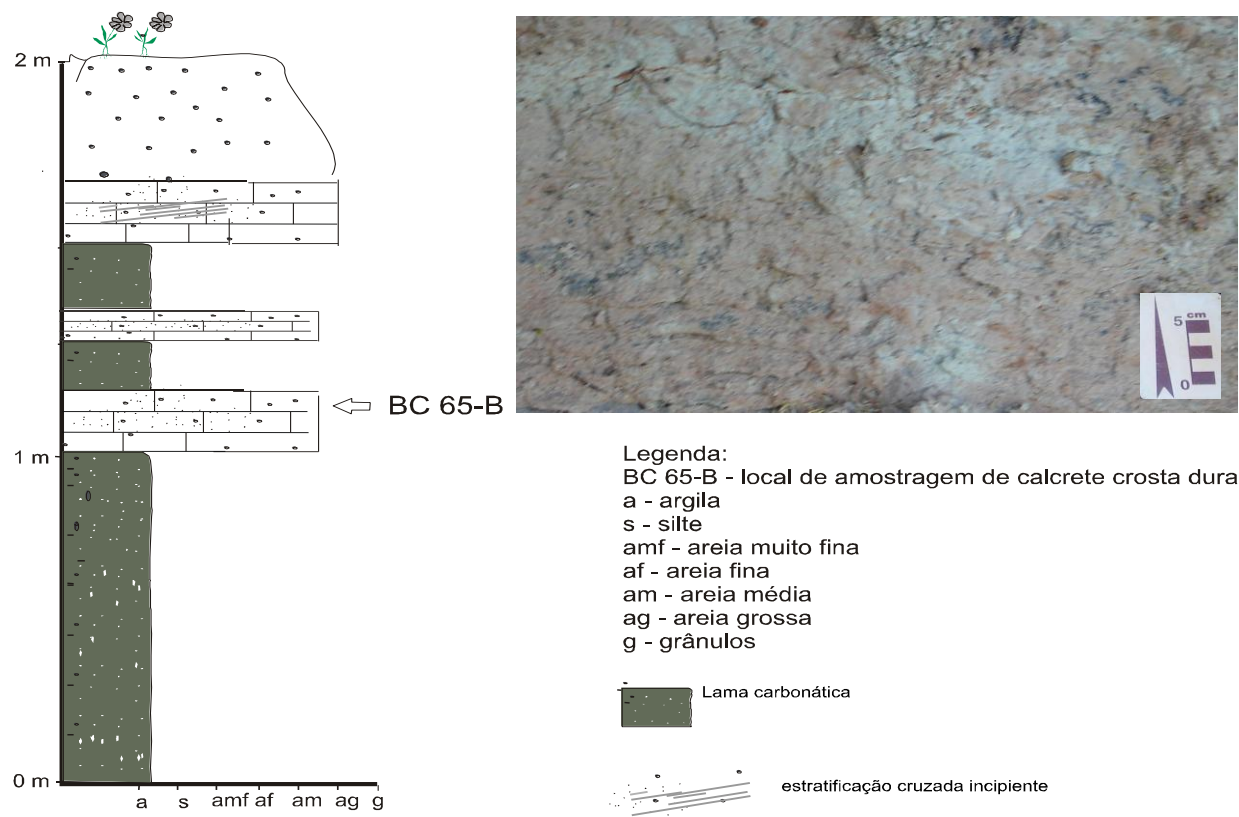 2 m
BC 65-B
1 m
0 m
a s amf af am ag g
5 cm
0
Legenda:
BC 65-B - local de amostragem de calcrete crosta dura
a - argila
s - silte
amf - areia muito fina
af - areia fina
am - areia média
ag - areia grossa
g - grânulos
Lama carbonática
estratificação cruzada incipiente